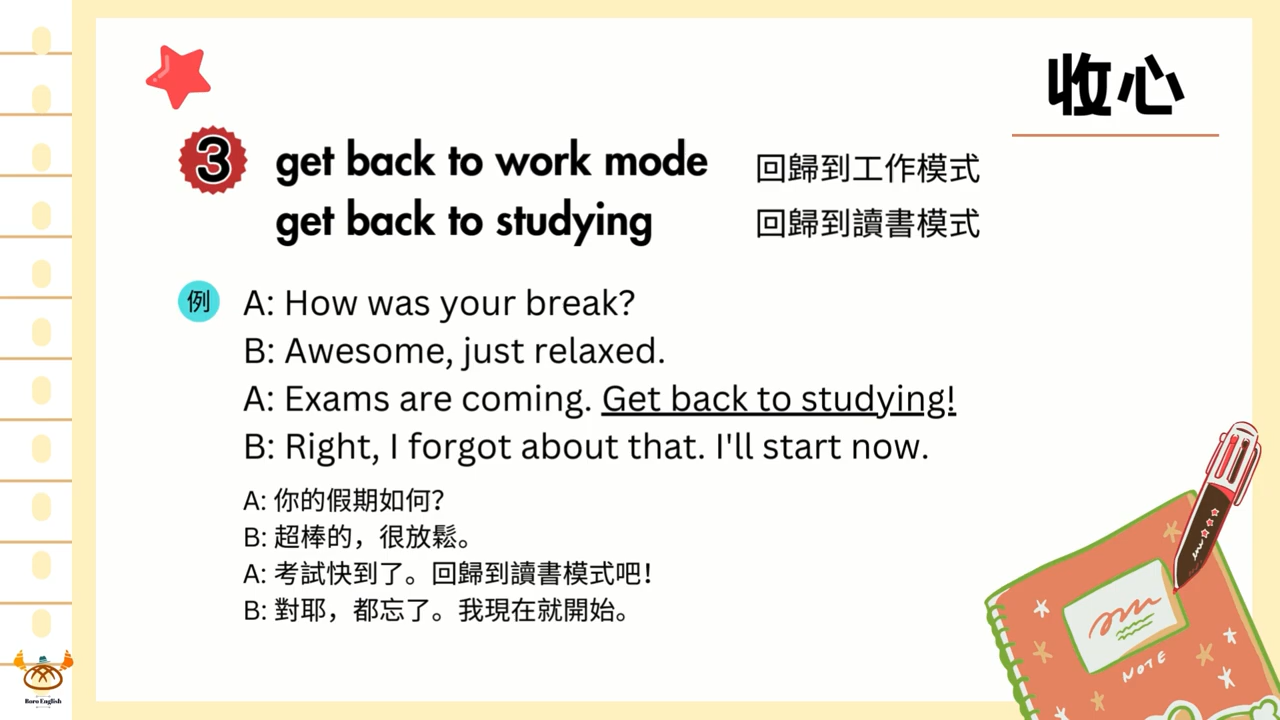 收心
3 get back to work mode 回歸到工作模式
get back to studying 回歸到讀書模式
例 A: How was your break?
B: Awesome, just relaxed.
A: Exams are coming. Get back to studying!
B: Right, I forgot about that. I'll start now.
A: 你的假期如何?
B: 超棒的，很放鬆。
A: 考試快到了。回歸到讀書模式吧!
B: 對耶，都忘了。我現在就開始。
NOTE
Boro English